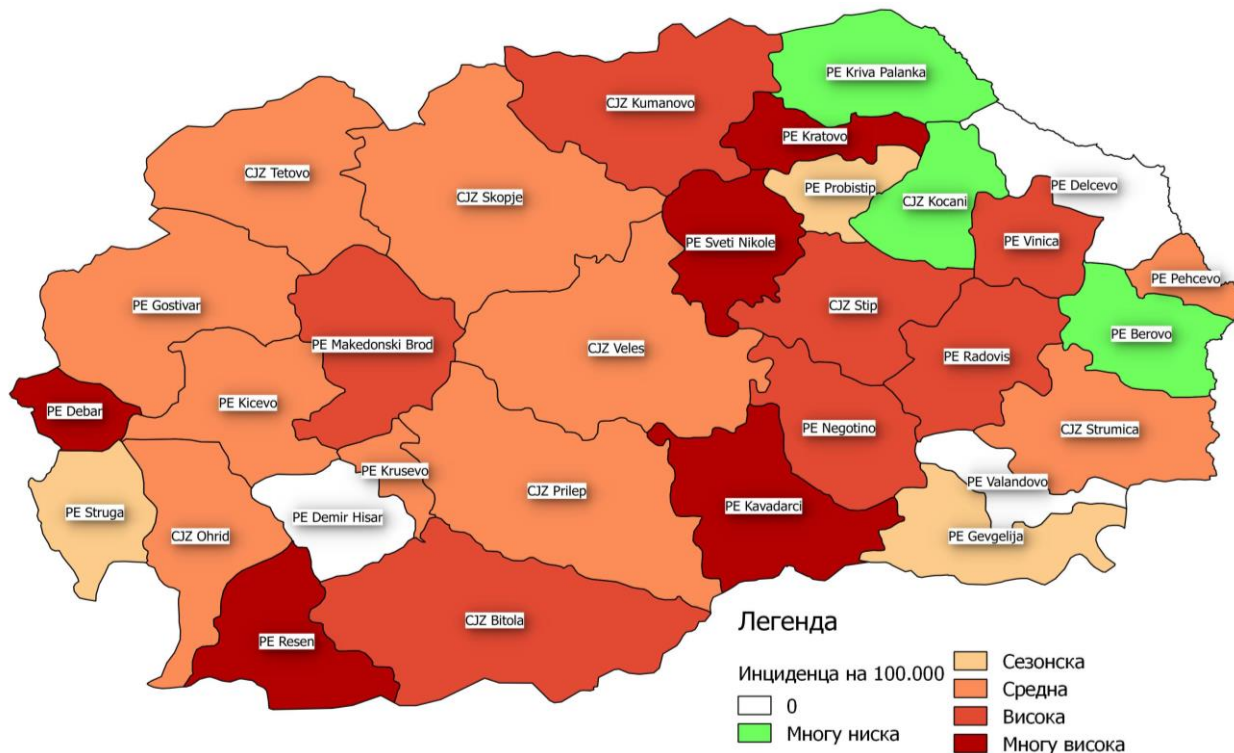 PE Kriva Palanka
CJZ Kumanovo
PE Kratovo
CJZ Tetovo
CJZ Skopje
PE Probistip
PE Delcevo
CJZ Kocani
PE Sveti Nikole
PE Vinica
PE Pehcevo
PE Gostivar
CJZ Stip
PE Makedonski Brod
CJZ Veles
PE Berovo
PE Radovis
PE Debar
PE Kicevo
PE Negotino
CJZ Strumica
PE Krusevo
CJZ Prilep
PE Valandovo
PE Struga
PE Demir Hisar
PE Kavadarci
CJZ Ohrid
PE Gevgelija
CJZ Bitola
PE Resen
Легенда
Инциденца на 100.000
0
Многу ниска
Сезонска
Средна
Висока
Многу висока